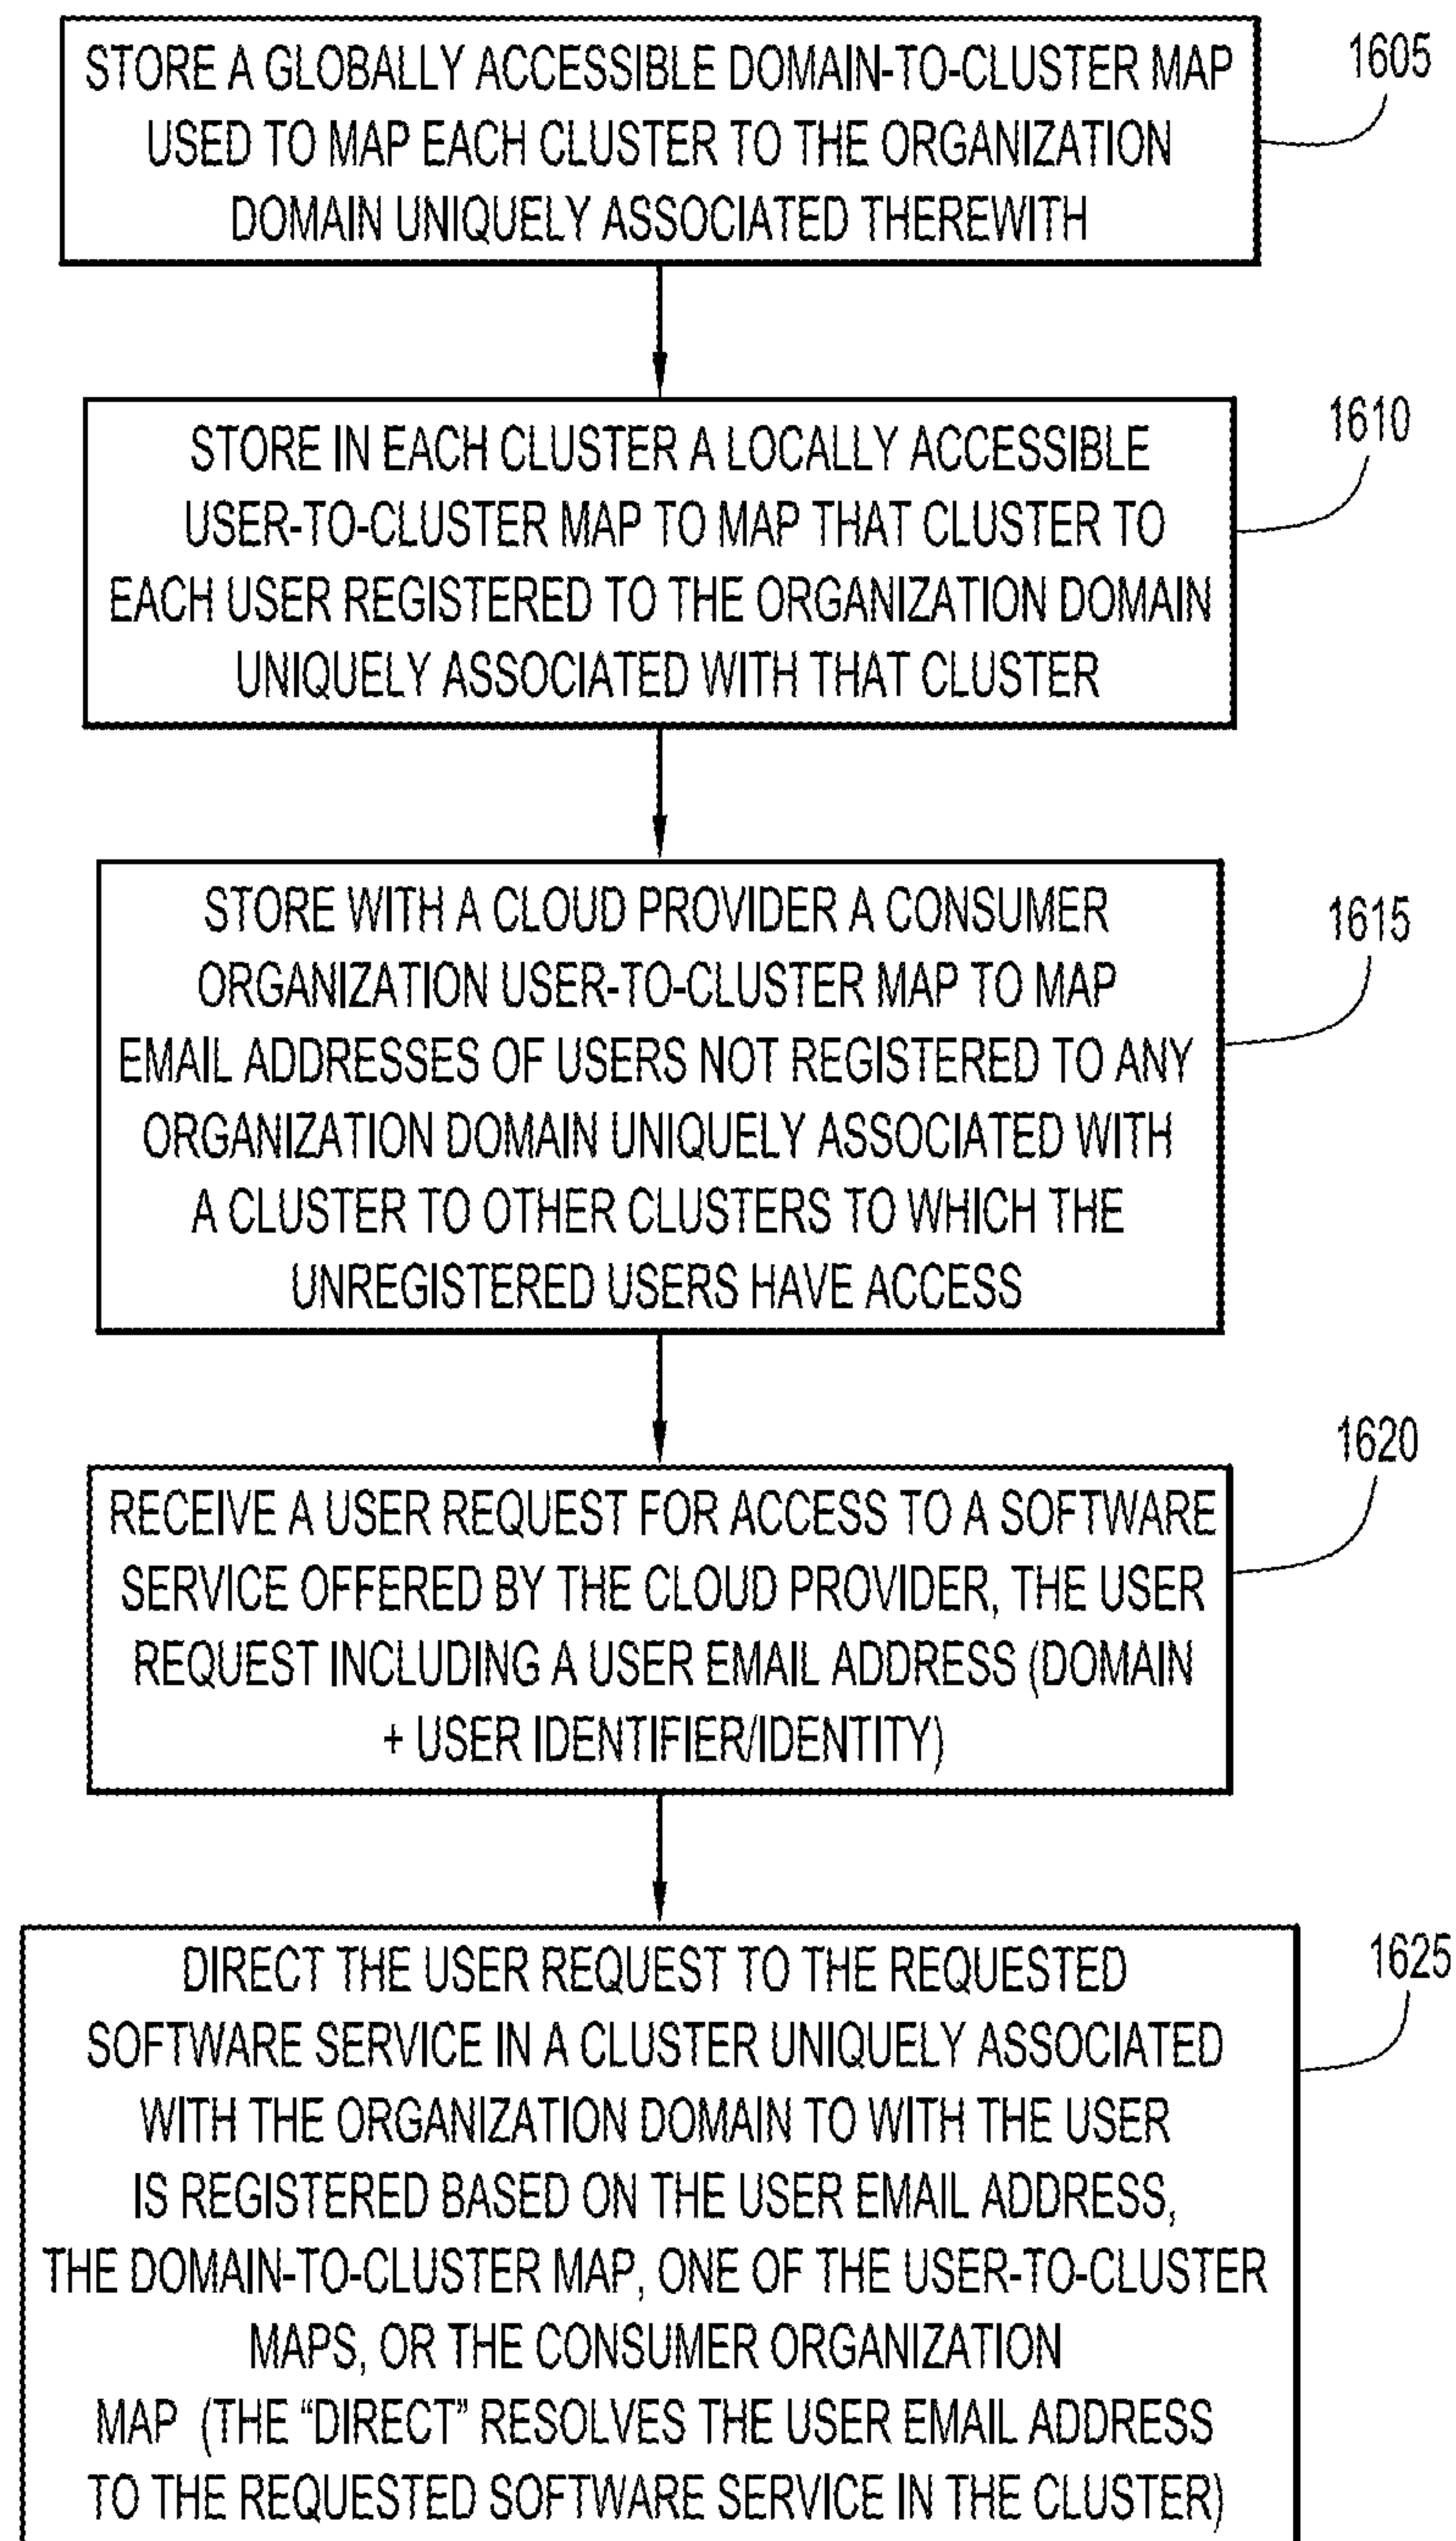 STORE A GLOBALLY ACCESSIBLE DOMAIN-TO-CLUSTER MAP
USED TO MAP EACH CLUSTER TO THE ORGANIZATION
DOMAIN UNIQUELY ASSOCIATED THEREWITH
1605
STORE IN EACH CLUSTER A LOCALLY ACCESSIBLE
USER-TO-CLUSTER MAP TO MAP THAT CLUSTER TO
EACH USER REGISTERED TO THE ORGANIZATION DOMAIN
UNIQUELY ASSOCIATED WITH THAT CLUSTER
1610
STORE WITH A CLOUD PROVIDER A CONSUMER
ORGANIZATION USER-TO-CLUSTER MAP TO MAP
EMAIL ADDRESSES OF USERS NOT REGISTERED TO ANY
ORGANIZATION DOMAIN UNIQUELY ASSOCIATED WITH
A CLUSTER TO OTHER CLUSTERS TO WHICH THE
UNREGISTERED USERS HAVE ACCESS
1615
RECEIVE A USER REQUEST FOR ACCESS TO A SOFTWARE
SERVICE OFFERED BY THE CLOUD PROVIDER, THE USER
REQUEST INCLUDING A USER EMAIL ADDRESS (DOMAIN
+ USER IDENTIFIER/IDENTITY)
1620
DIRECT THE USER REQUEST TO THE REQUESTED
SOFTWARE SERVICE IN A CLUSTER UNIQUELY ASSOCIATED
WITH THE ORGANIZATION DOMAIN TO WITH THE USER
IS REGISTERED BASED ON THE USER EMAIL ADDRESS,
THE DOMAIN-TO-CLUSTER MAP, ONE OF THE USER-TO-CLUSTER
MAPS, OR THE CONSUMER ORGANIZATION
MAP (THE “DIRECT” RESOLVES THE USER EMAIL ADDRESS
TO THE REQUESTED SOFTWARE SERVICE IN THE CLUSTER)
1625